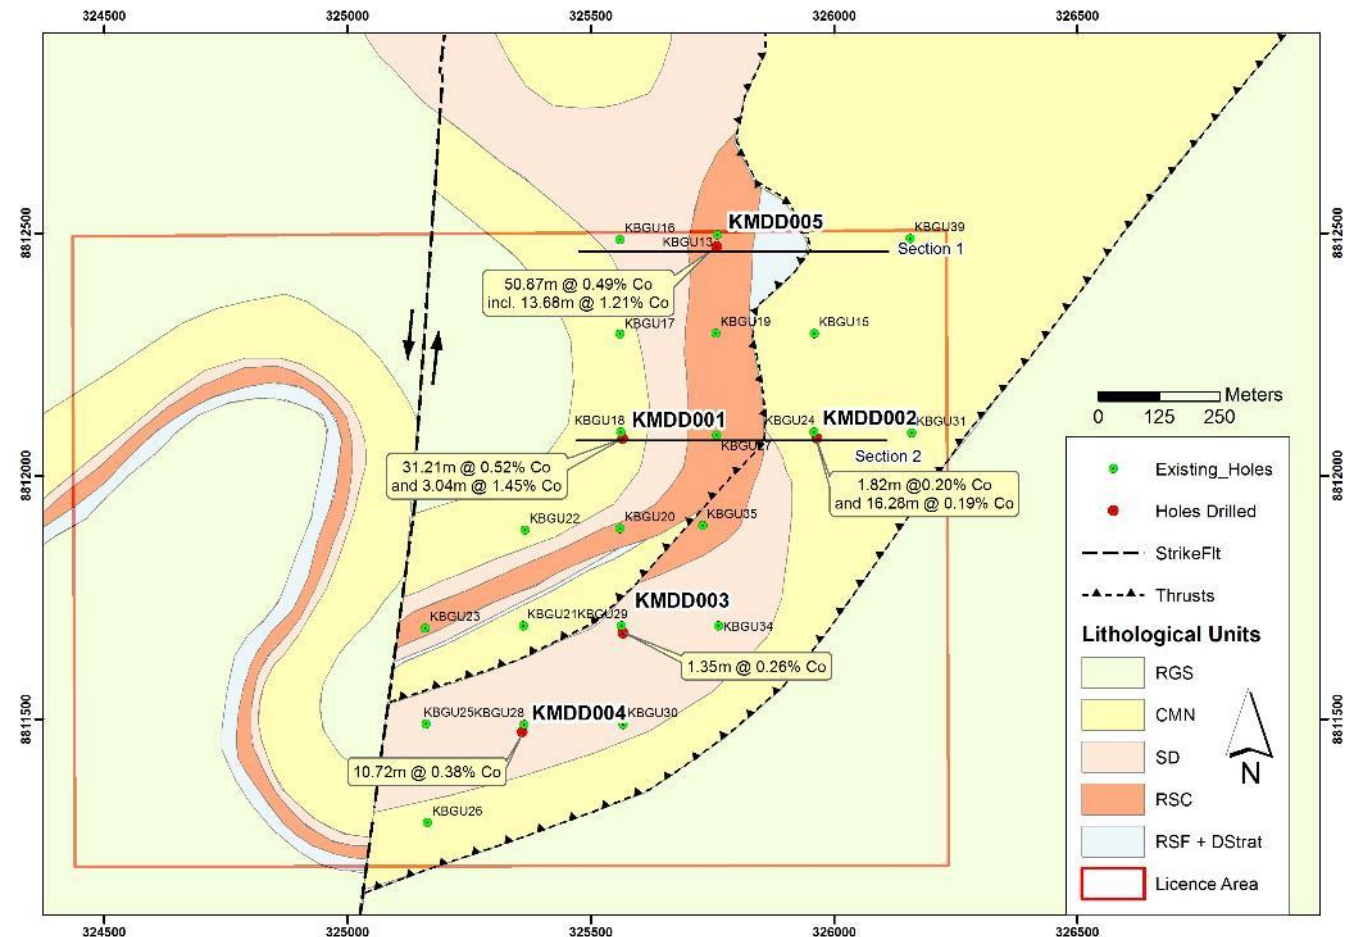 324500 325000 325500 326000 326500
8812500
8812500
KBGU16
KMDD005
KBGU39
KBGU13
Section 1
50.87m @ 0.49% Co
incl. 13.68m @ 1.21% Co
KBGU17
KBGU19
KBGU15
Meters
0 125 250
KBGU18
KMDD001
KBGU24
KMDD002
KBGU31
KBGU27
Section 2
31.21m @ 0.52% Co
and 3.04m @ 1.45% Co
1.82m @0.20% Co
and 16.28m @ 0.19% Co
8812000
8812000
KBGU22
KBGU20
KBGU35
KMDD003
KBGU23
KBGU21
KBGU29
KBGU34
1.35m @ 0.26% Co
KBGU25
KBGU28
KMDD004
KBGU30
10.72m @ 0.38% Co
KBGU26
8811500
8811500
Existing_Holes
Holes Drilled
StrikeFlt
Thrusts
Lithological Units
RGS
CMN
SD
RSC
RSF + DStrat
Licence Area
N
324500 325000 325500 326000 326500